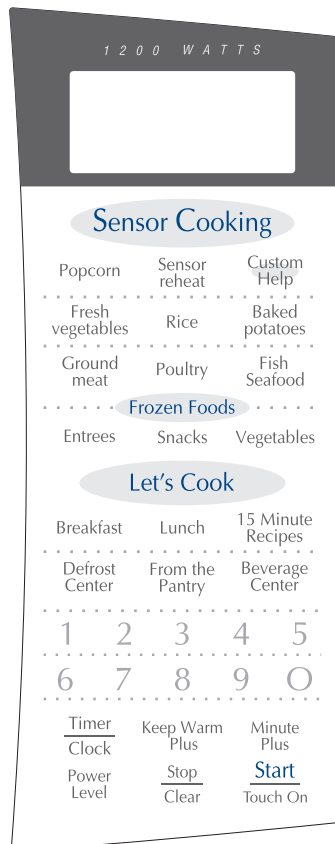 1200 WATTS
Sensor Cooking
Popcorn
Sensor
reheat
Custom
Help
Fresh
vegetables
Rice
Baked
potatoes
Ground
meat
Poultry
Fish
Seafood
Frozen Foods
Entrees
Snacks
Vegetables
Let's Cook
Breakfast
Lunch
15 Minute
Recipes
Defrost
Center
From the
Pantry
Beverage
Center
1 2 3 4 5
6 7 8 9 0
Timer
Clock
Keep Warm
Plus
Minute
Plus
Power
Level
Stop
Clear
Start
Touch On